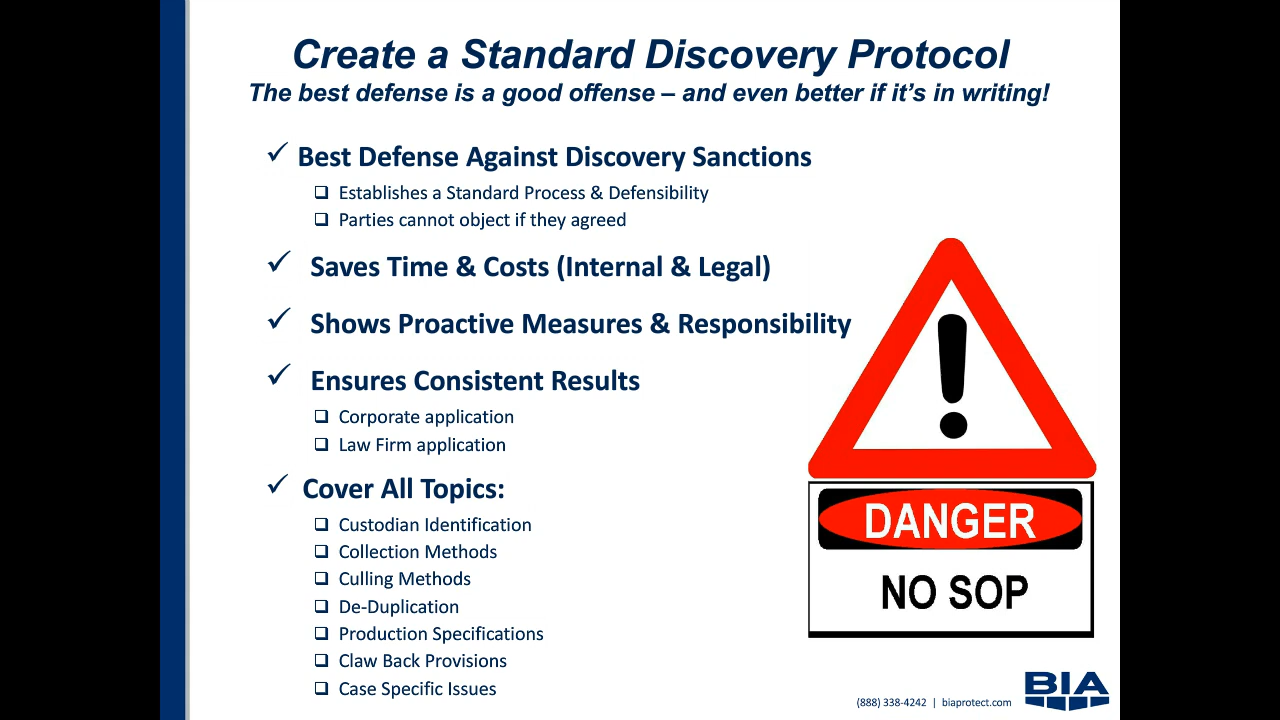 Create a Standard Discovery Protocol
The best defense is a good offense – and even better if it's in writing!
✓ Best Defense Against Discovery Sanctions
❑ Establishes a Standard Process & Defensibility
❑ Parties cannot object if they agreed
✓ Saves Time & Costs (Internal & Legal)
✓ Shows Proactive Measures & Responsibility
✓ Ensures Consistent Results
❑ Corporate application
❑ Law Firm application
✓ Cover All Topics:
❑ Custodian Identification
❑ Collection Methods
❑ Culling Methods
❑ De-Duplication
❑ Production Specifications
❑ Claw Back Provisions
❑ Case Specific Issues
!
DANGER
NO SOP
(888) 338-4242 | biaprotect.com
BIA